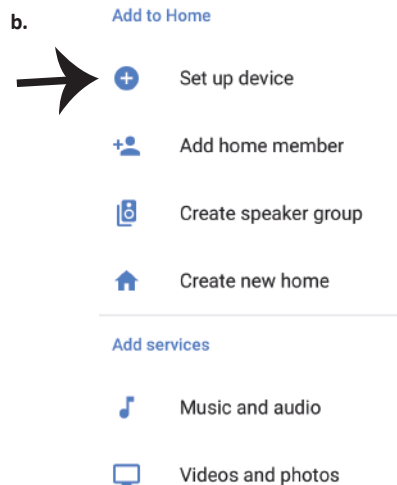 b.
Add to Home
Set up device
Add home member
Create speaker group
Create new home
Add services
Music and audio
Videos and photos